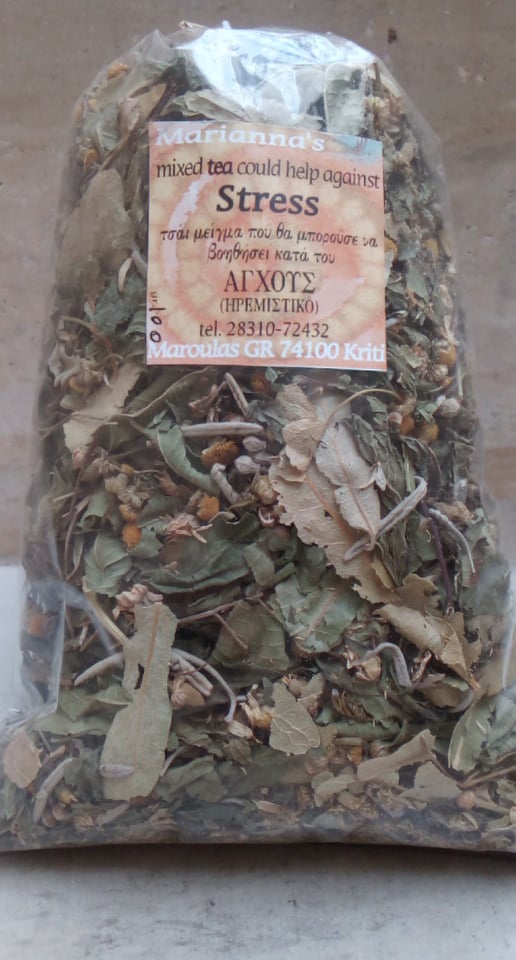 Marianna's
mixed tea could help against
Stress
τσάι μείγμα που θα μπορούσε να
βοηθήσει κατά του
ΑΓΧΟΥΣ
(ΗΡΕΜΙΣΤΙΚΟ)
tel. 28310-72432
Maroulas GR 74100 Kriti